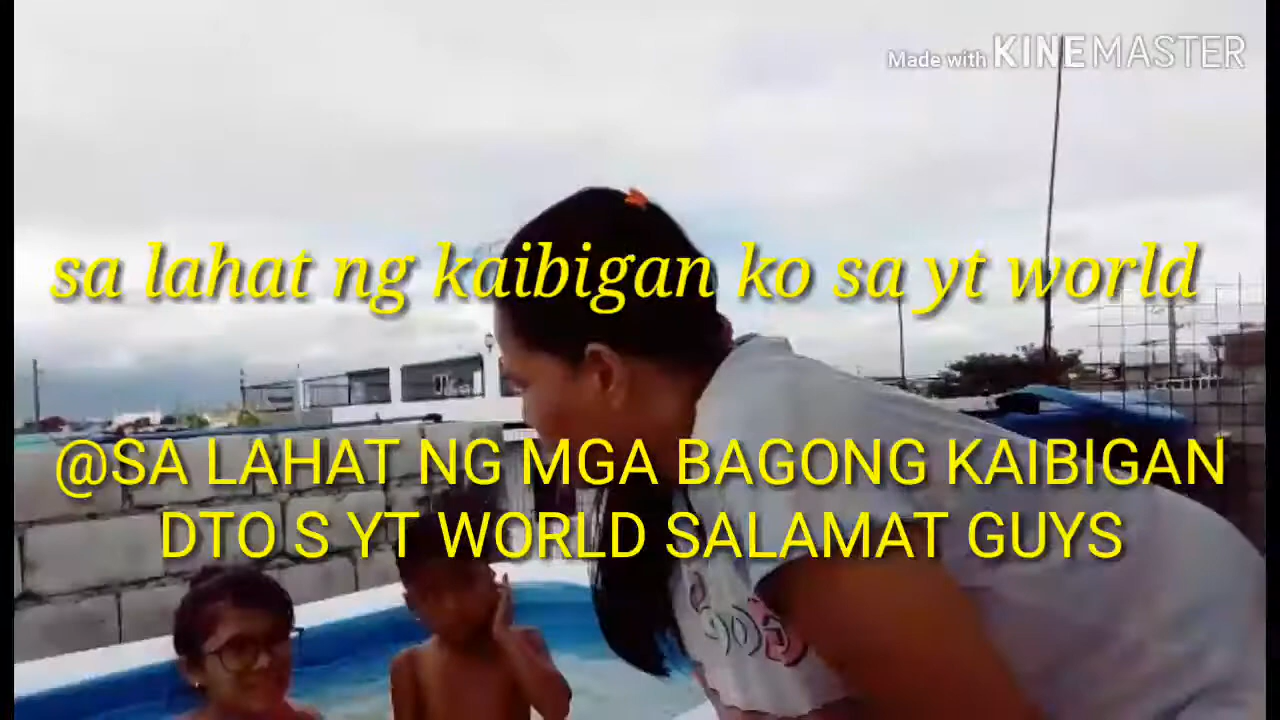 Made with KINEMASTER
sa lahat ng kaibigan ko sa yt world
@SA LAHAT NG MGA BAGONG KAIBIGAN
DTO S YT WORLD SALAMAT GUYS